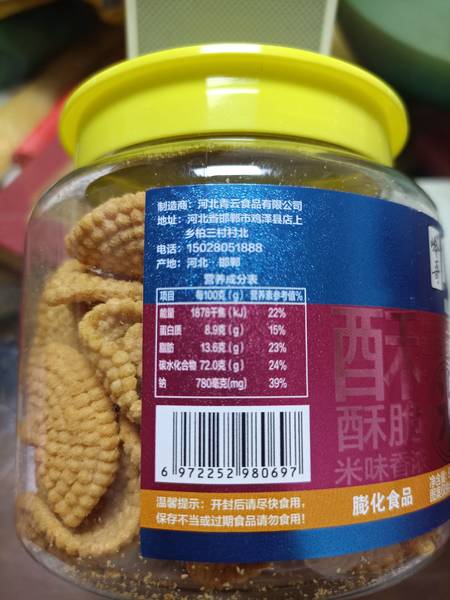 制造商：河北青云食品有限公司
地址：河北省邯郸市鸡泽县店上
乡柏三村村北
电话：15028051888
产地：河北 邯郸
营养成分表
项目 每100克(g) 营养素参考值%
能量 1878千焦(kJ) 22%
蛋白质 8.9克(g) 15%
脂肪 13.6克(g) 23%
碳水化合物 72.0克(g) 24%
钠 780毫克(mg) 39%
6 972252 980697
温馨提示：开封后请尽快食用，
保存不当或过期食品请勿食用！
酥
酥脆
米味香浓
膨化食品